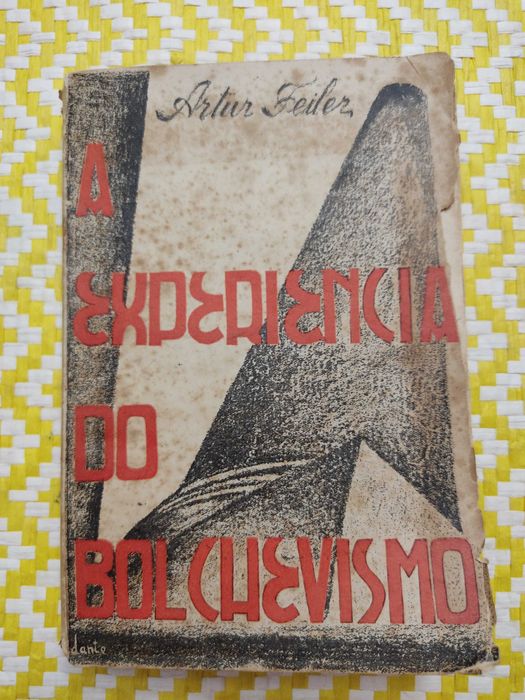 Artur Feiler
A
EXPERIENCIA
DO
BOLCHEVISMO
dante